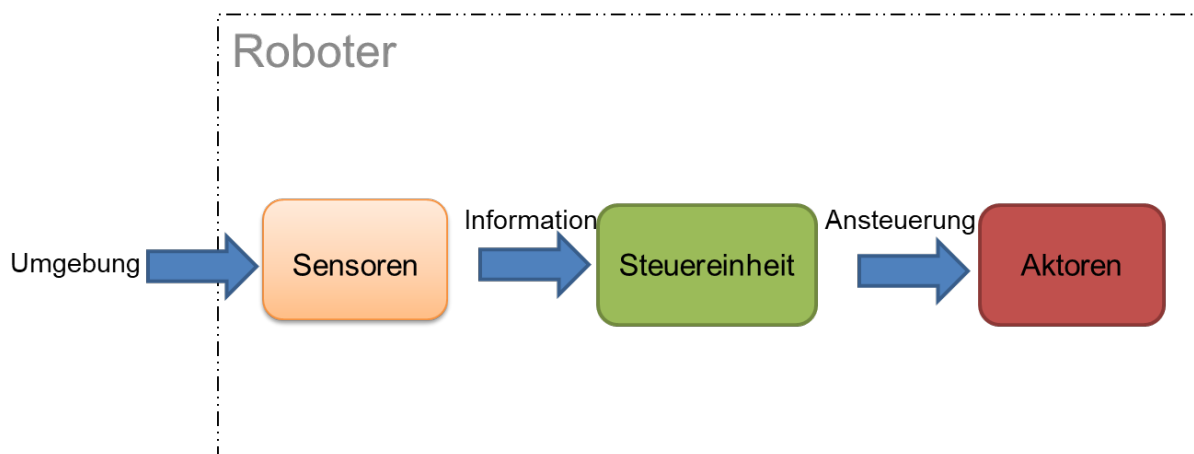 Roboter
Umgebung
Sensoren
Information
Steuereinheit
Ansteuerung
Aktoren